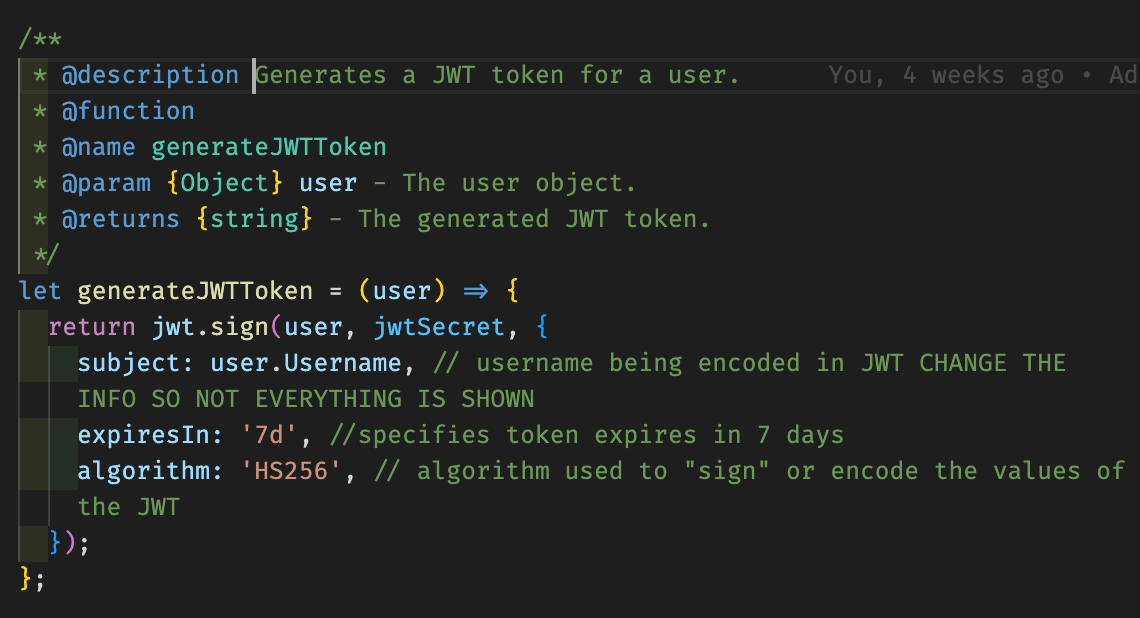 /**
* @description Generates a JWT token for a user. You, 4 weeks ago • Ad
* @function
* @name generateJWTToken
* @param {Object} user - The user object.
* @returns {string} - The generated JWT token.
*/
let generateJWTToken = (user) => {
return jwt.sign(user, jwtSecret, {
subject: user.Username, // username being encoded in JWT CHANGE THE
INFO SO NOT EVERYTHING IS SHOWN
expiresIn: '7d', //specifies token expires in 7 days
algorithm: 'HS256', // algorithm used to "sign" or encode the values of
the JWT
});
};